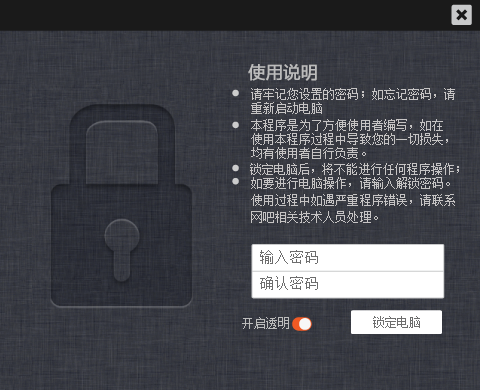 使用说明
请牢记您设置的密码；如忘记密码，请
重新启动电脑
本程序是为了方便使用者编写，如在
使用本程序过程中导致您的一切损失，
均有使用者自行负责。
锁定电脑后，将不能进行任何程序操作；
如要进行电脑操作，请输入解锁密码。
使用过程中如遇严重程序错误，请联系
网吧相关技术人员处理。
输入密码
确认密码
开启透明
锁定电脑